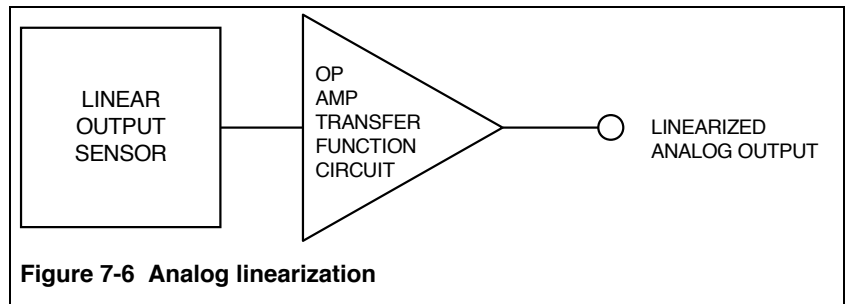 LINEAR
OUTPUT
SENSOR
OP
AMP
TRANSFER
FUNCTION
CIRCUIT
LINEARIZED
ANALOG OUTPUT
Figure 7-6 Analog linearization